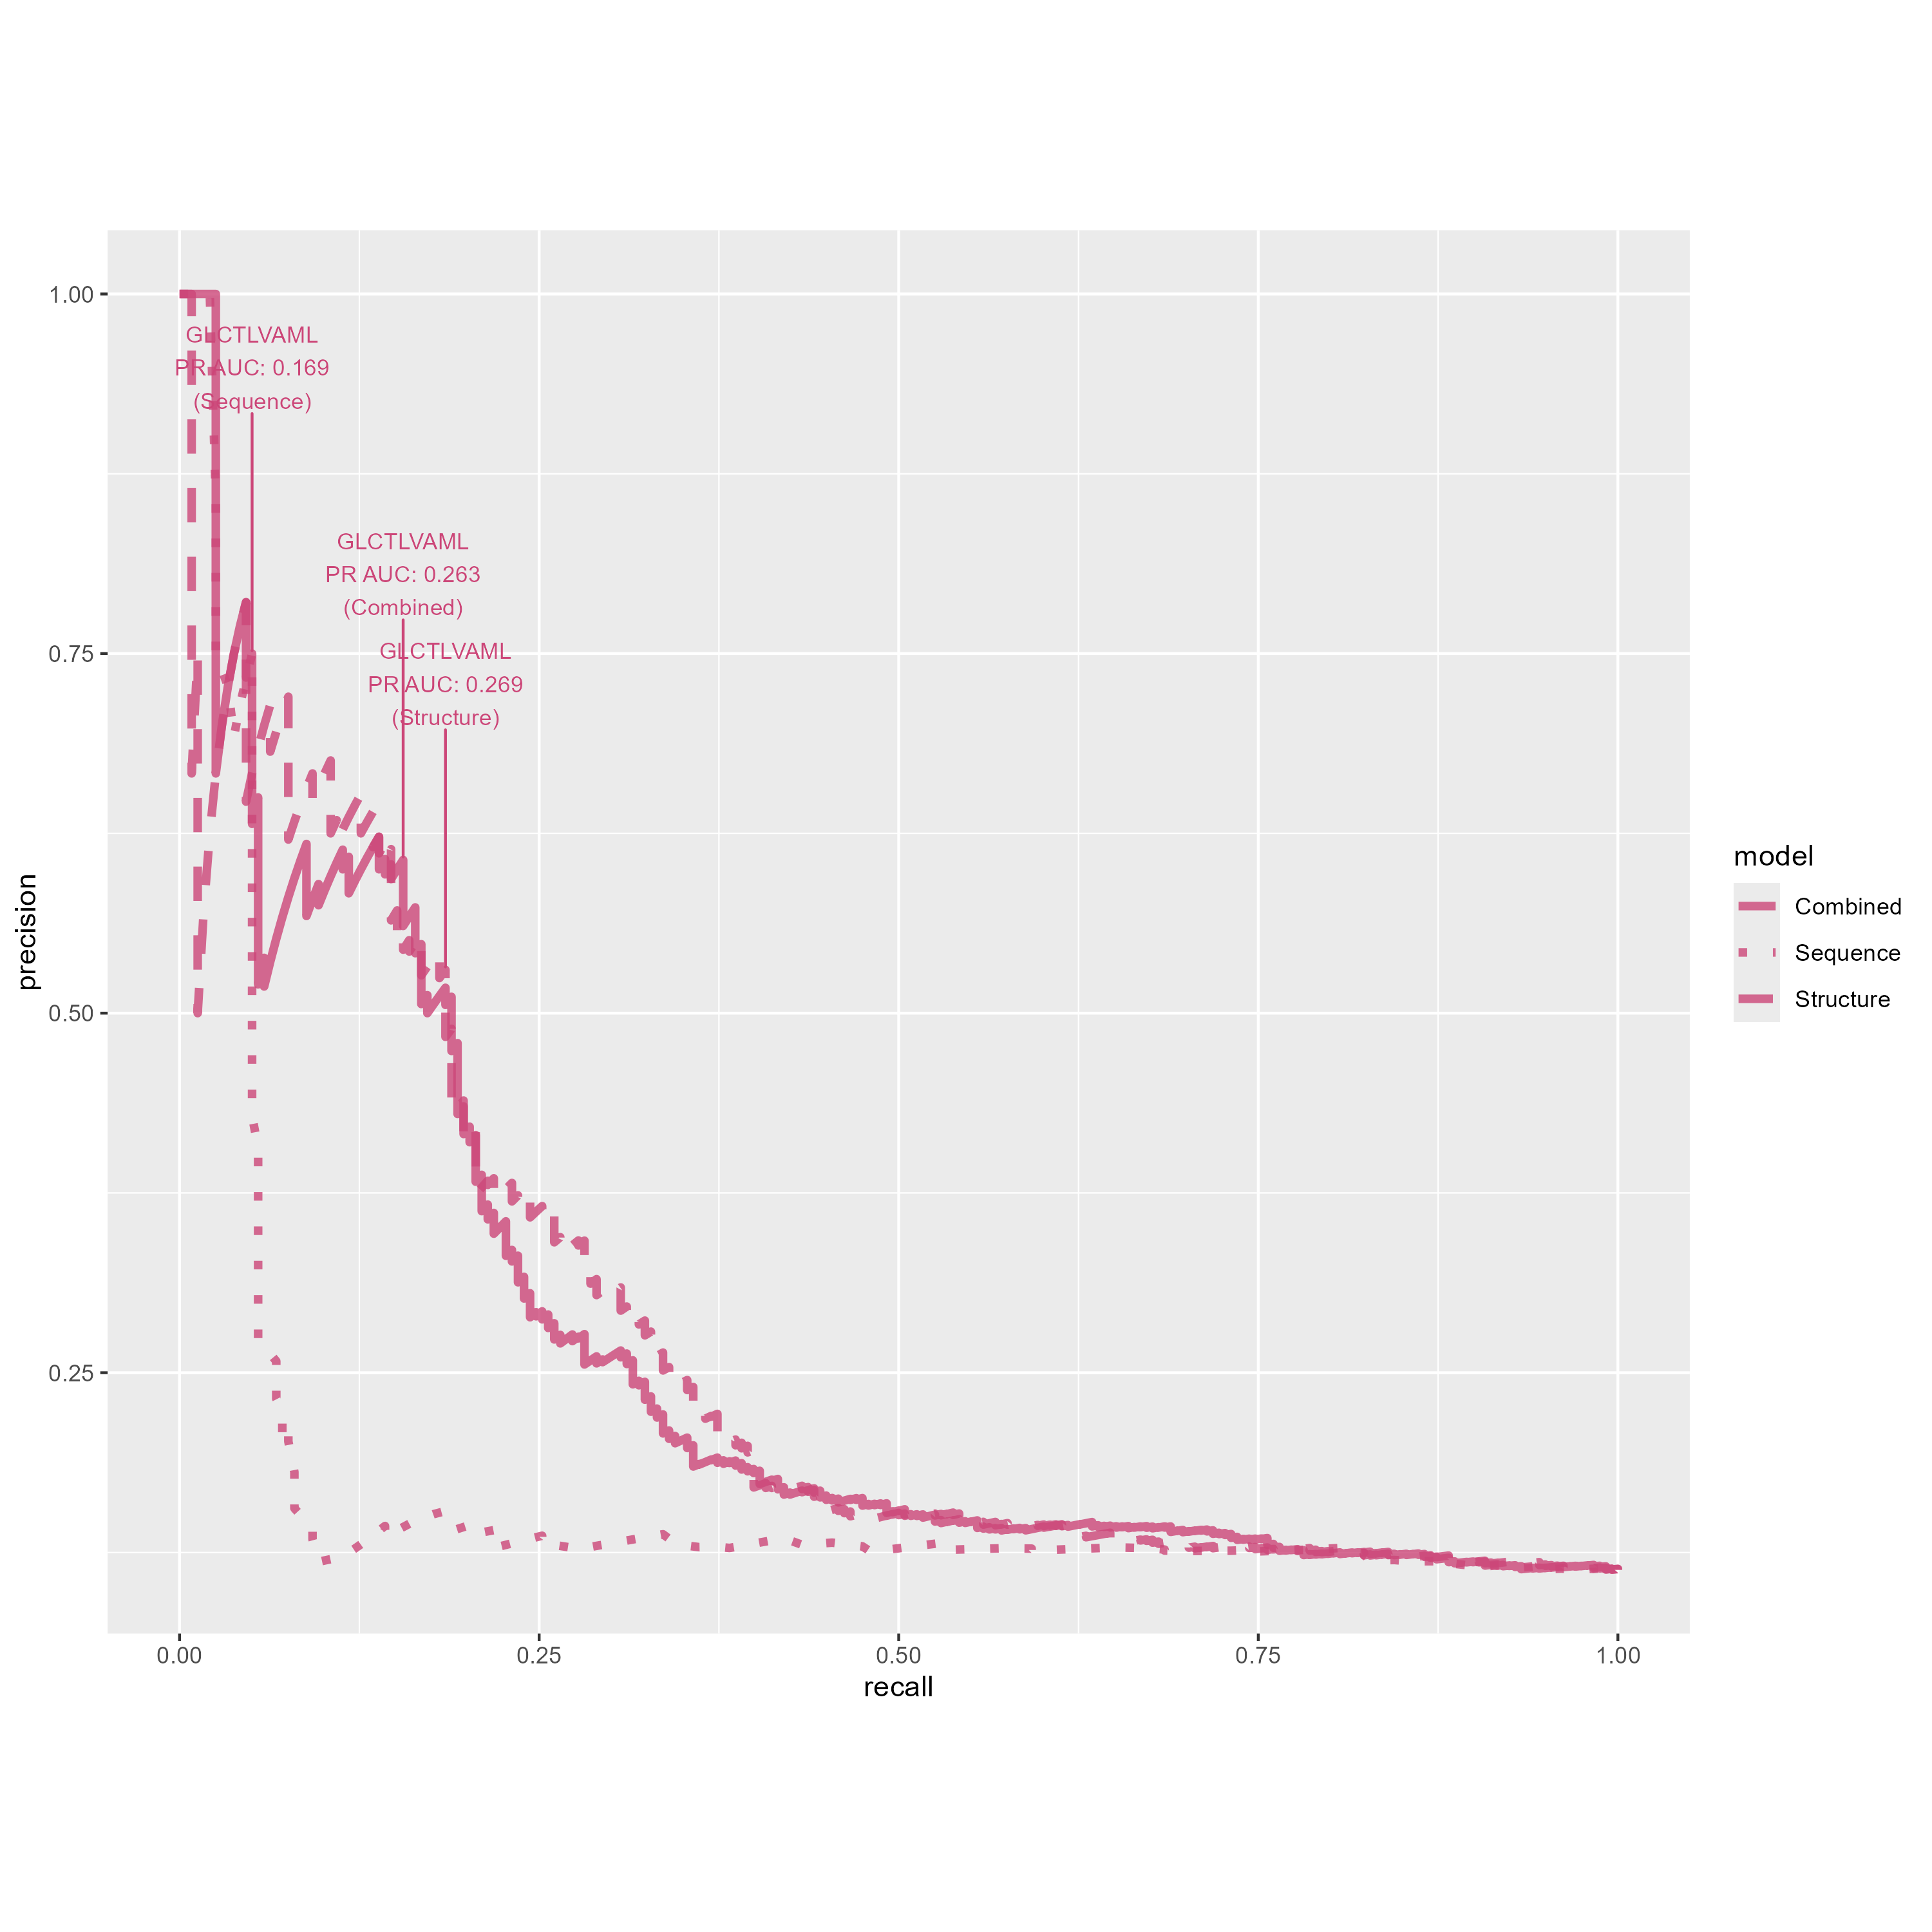 1.00
0.75
0.50
0.25
precision
GLCTLVAML
PR AUC: 0.169
(Sequence)
GLCTLVAML
PR AUC: 0.263
(Combined)
GLCTLVAML
PR AUC: 0.269
(Structure)
0.00
0.25
0.50
0.75
1.00
recall
model
Combined
Sequence
Structure